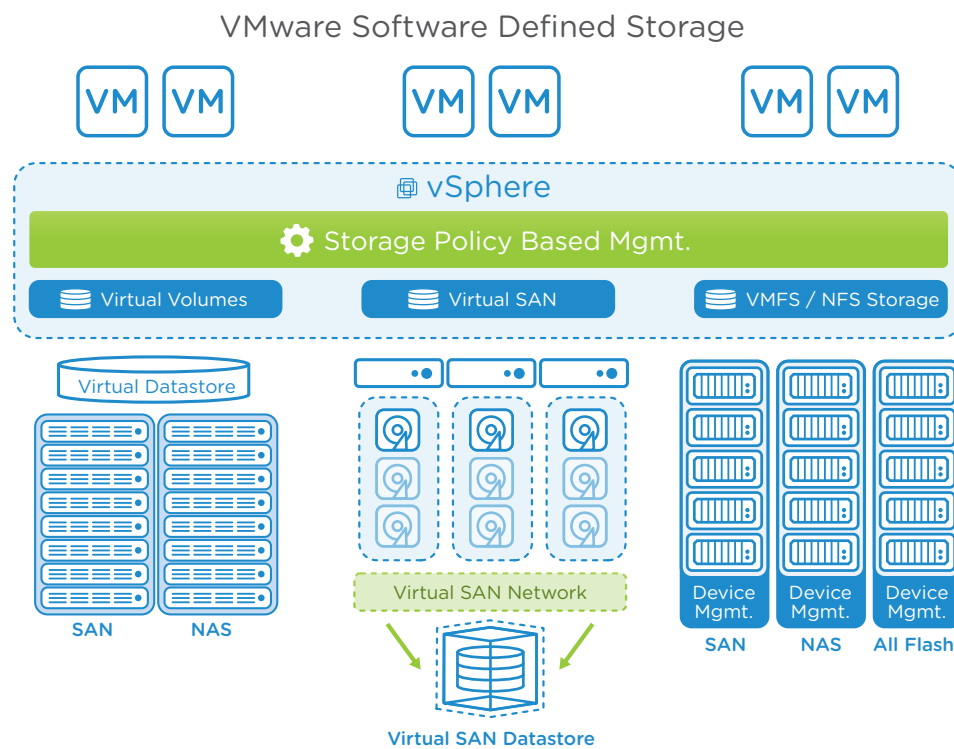 VMware Software Defined Storage
VM VM VM VM VM VM
vSphere
Storage Policy Based Mgmt.
Virtual Volumes
Virtual SAN
VMFS / NFS Storage
Virtual Datastore
SAN
NAS
Virtual SAN Network
Virtual SAN Datastore
Device
Mgmt.
Device
Mgmt.
Device
Mgmt.
SAN
NAS
All Flash